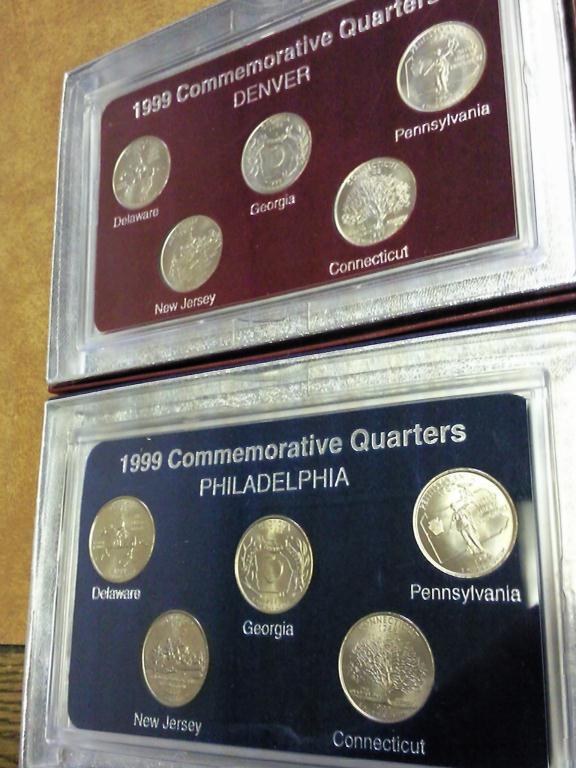 1999 Commemorative Quarters
DENVER
Pennsylvania
Delaware
Georgia
Connecticut
New Jersey
1999 Commemorative Quarters
PHILADELPHIA
Delaware
Pennsylvania
Georgia
New Jersey
Connecticut